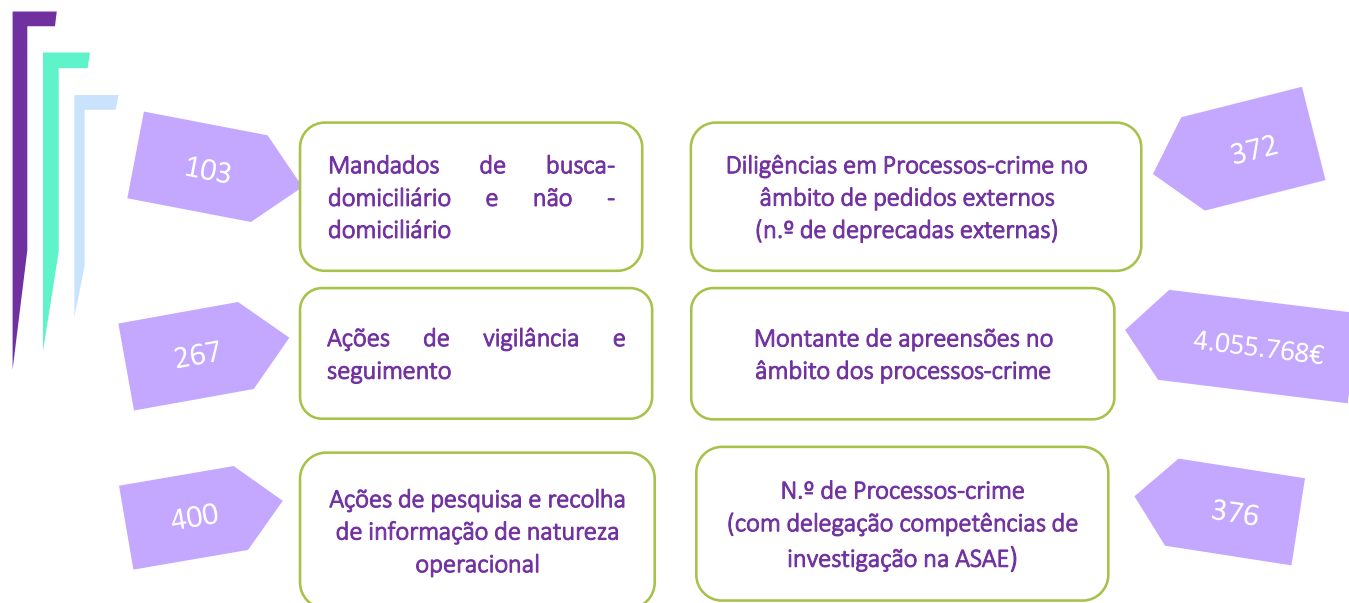 103
Mandados de busca-
domiciliário e não -
domiciliário
Diligências em Processos-crime no
âmbito de pedidos externos
(n.º de deprecadas externas)
372
267
Ações de vigilância e
seguimento
Montante de apreensões no
âmbito dos processos-crime
4.055.768€
400
Ações de pesquisa e recolha
de informação de natureza
operacional
N.º de Processos-crime
(com delegação competências de
investigação na ASAE)
376